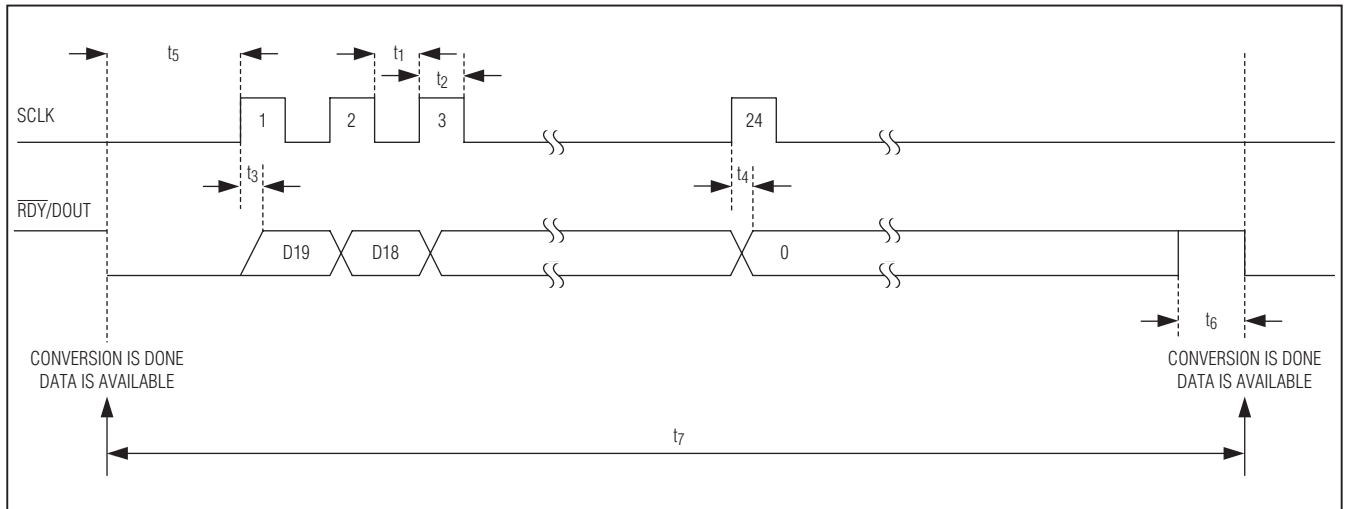 t5
t1
t2
SCLK
1
2
3
24
t3
t4
RDY/DOUT
D19
D18
0
t6
CONVERSION IS DONE
DATA IS AVAILABLE
CONVERSION IS DONE
DATA IS AVAILABLE
t7